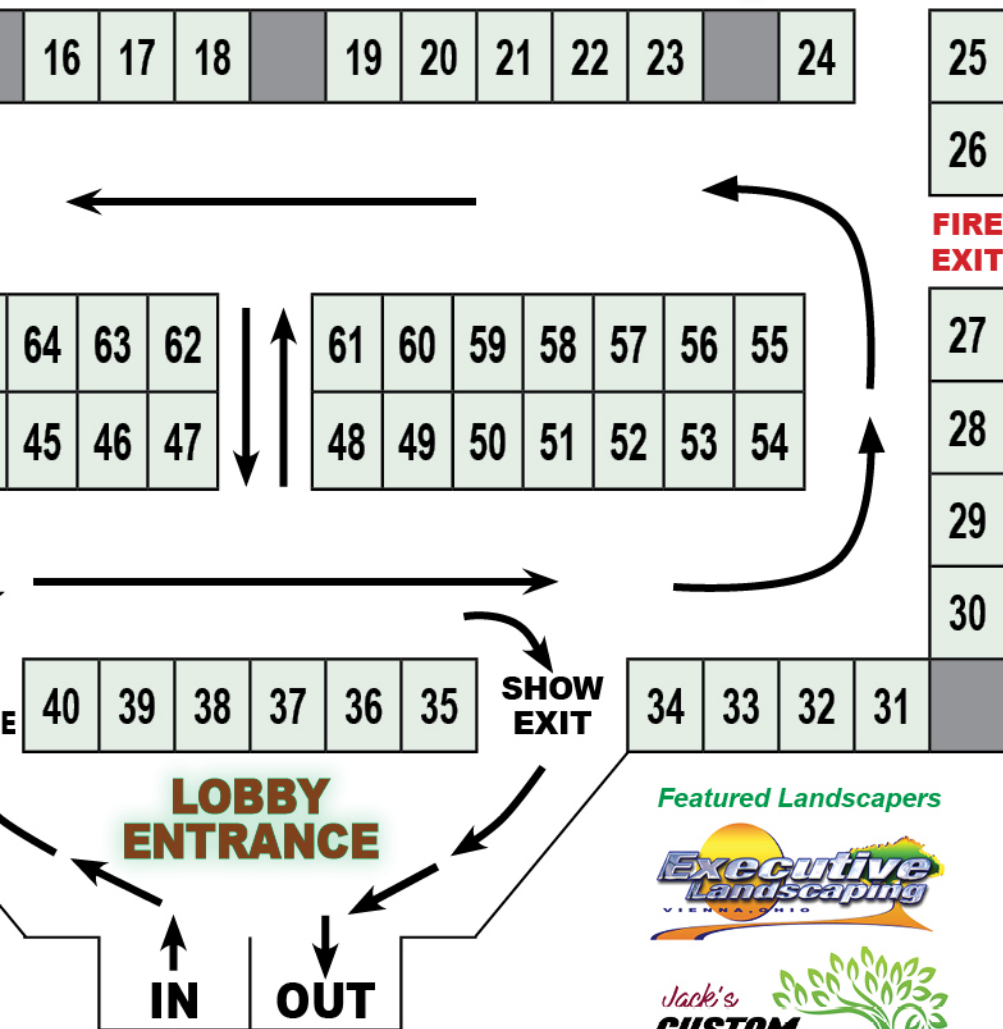 16 17 18 19 20 21 22 23 24 25
26
FIRE
EXIT
27
64 63 62 61 60 59 58 57 56 55
45 46 47 48 49 50 51 52 53 54
28
29
30
SHOW
EXIT
E 40 39 38 37 36 35 34 33 32 31
LOBBY
ENTRANCE
Featured Landscapers
Executive
Landscaping
VIENNA, OHIO
IN OUT
Jack's
CUSTOM